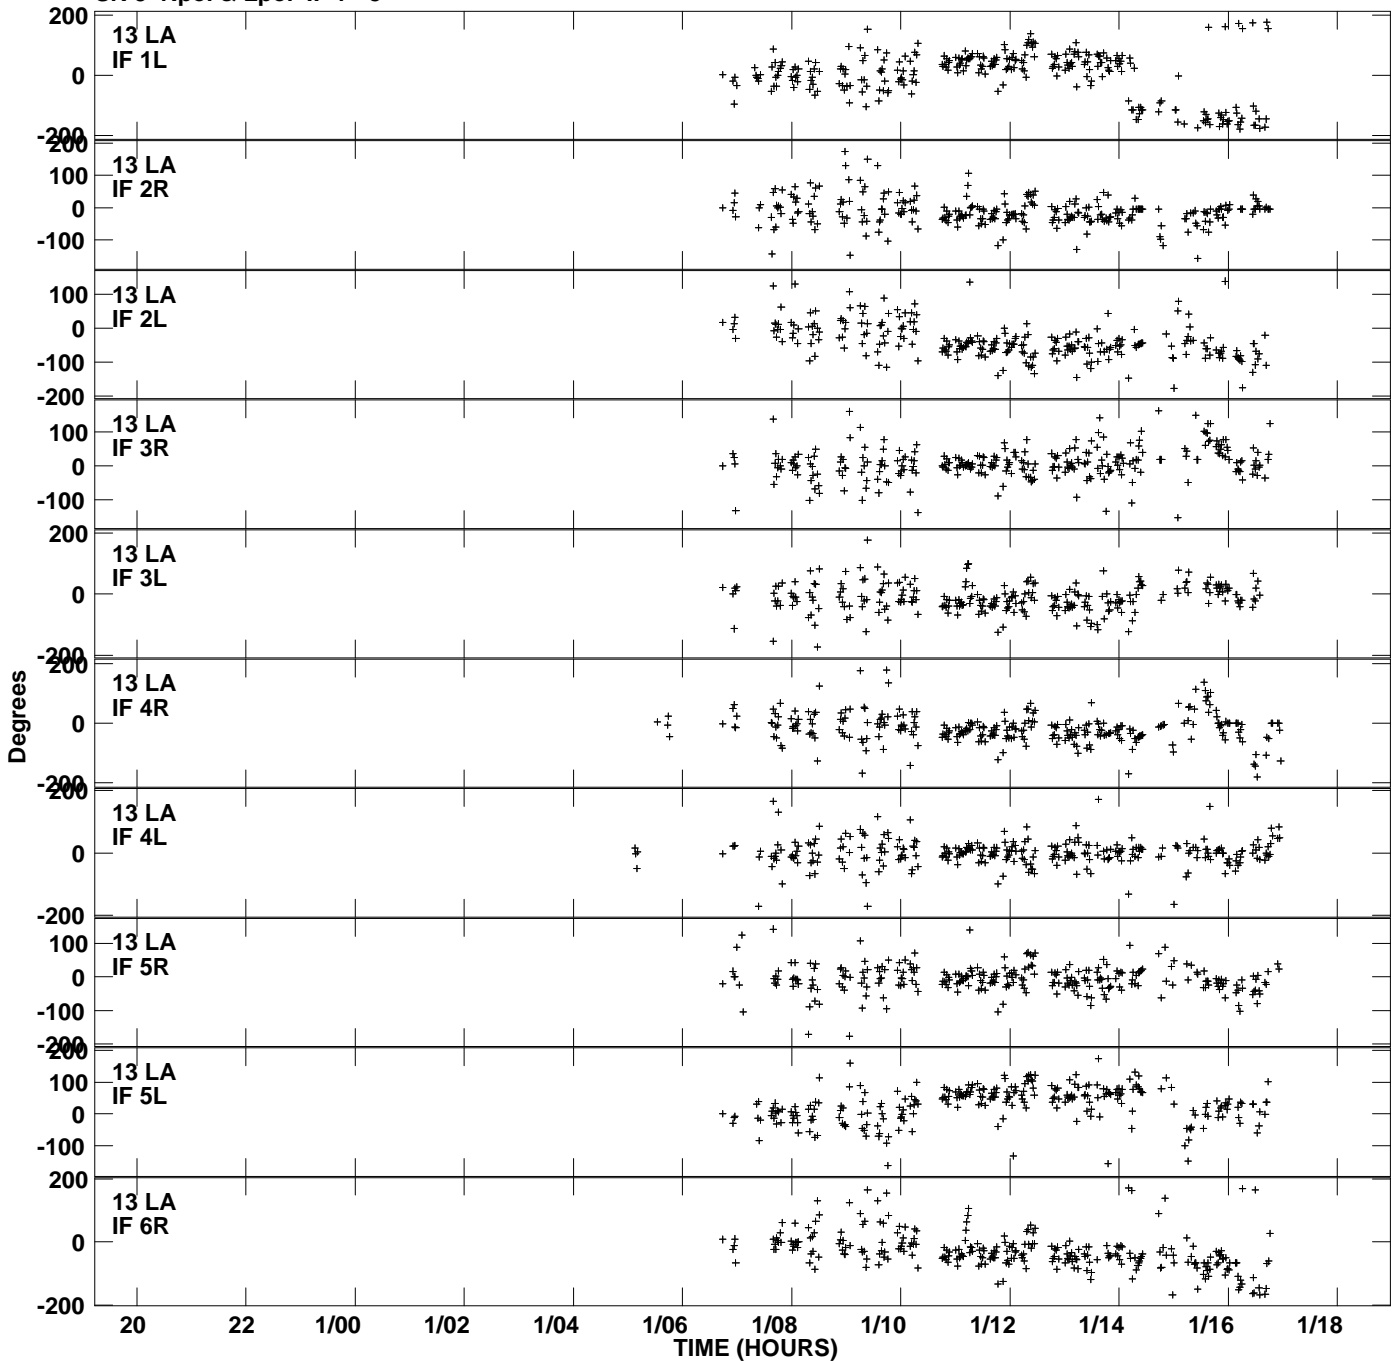 200
13 LA
IF 1L
0
-200
200
13 LA
IF 2R
100
0
-100
13 LA
IF 2L
100
0
-100
-200
13 LA
IF 3R
100
0
-100
200
13 LA
IF 3L
0
-200
200
13 LA
IF 4R
0
-200
Degrees
200
13 LA
IF 4L
0
-200
13 LA
IF 5R
100
0
-100
-200
200
13 LA
IF 5L
100
0
-100
200
13 LA
IF 6R
0
-200
20 22 1/00 1/02 1/04 1/06 1/08 1/10 1/12 1/14 1/16 1/18
TIME (HOURS)